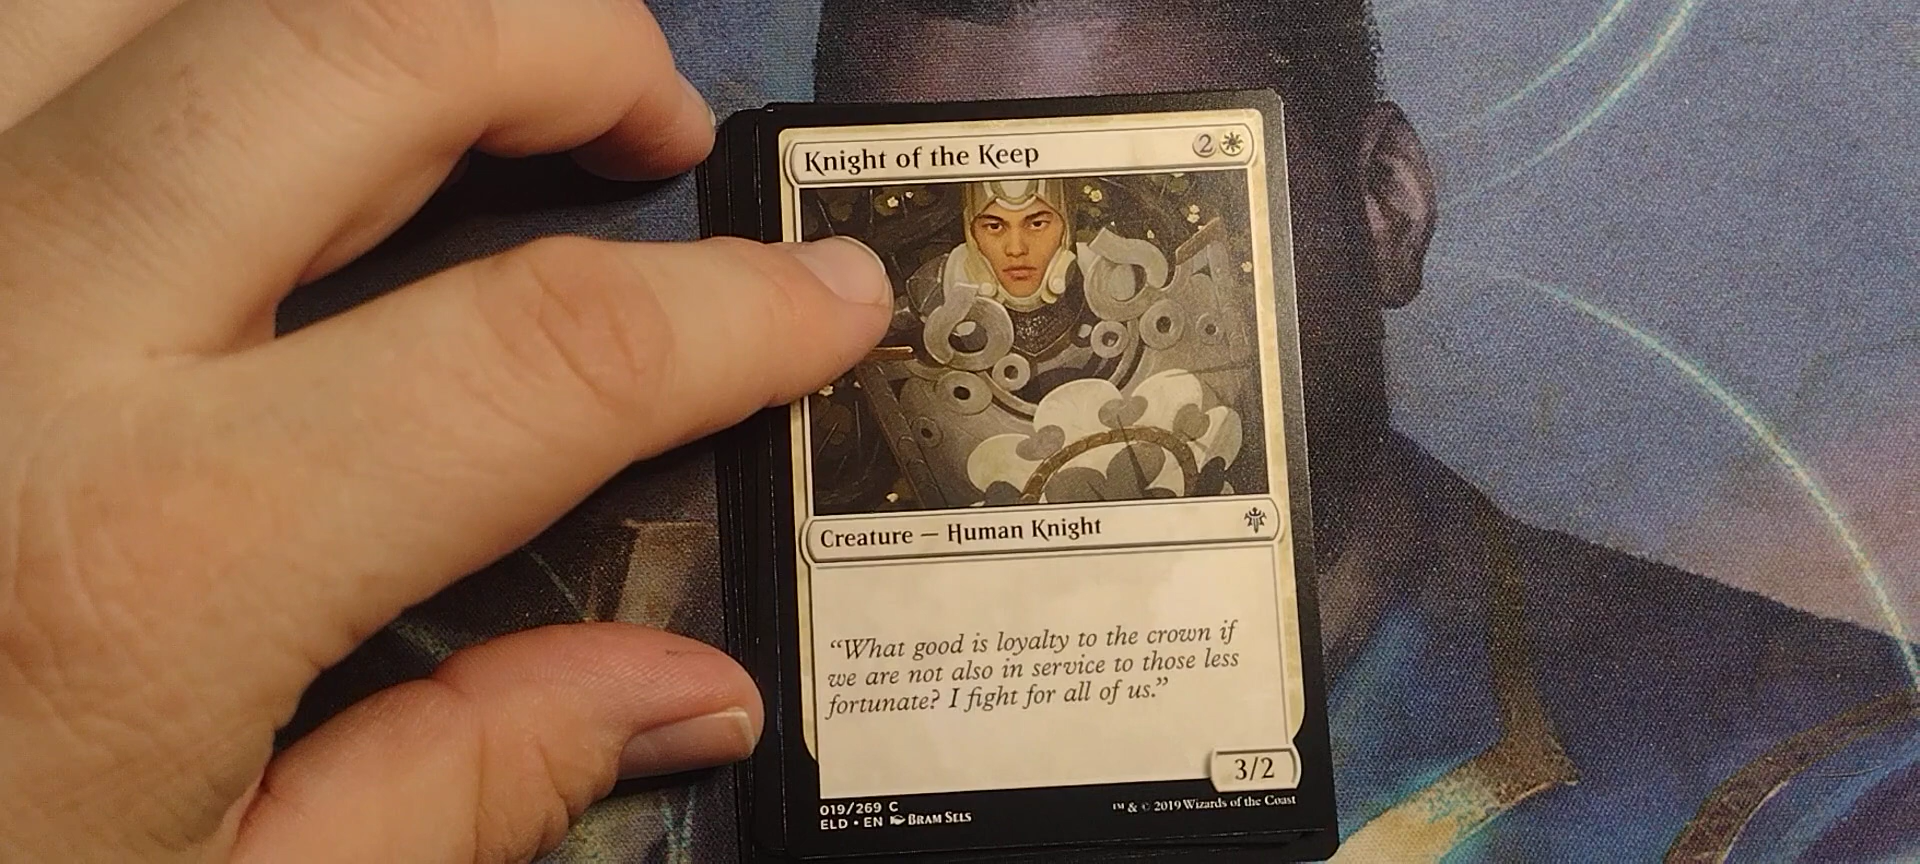 Knight of the Keep 2
Creature — Human Knight
“What good is loyalty to the crown if
we are not also in service to those less
fortunate? I fight for all of us.”
3/2
019/269 C
ELD • EN Bram Sels
™ & © 2019 Wizards of the Coast